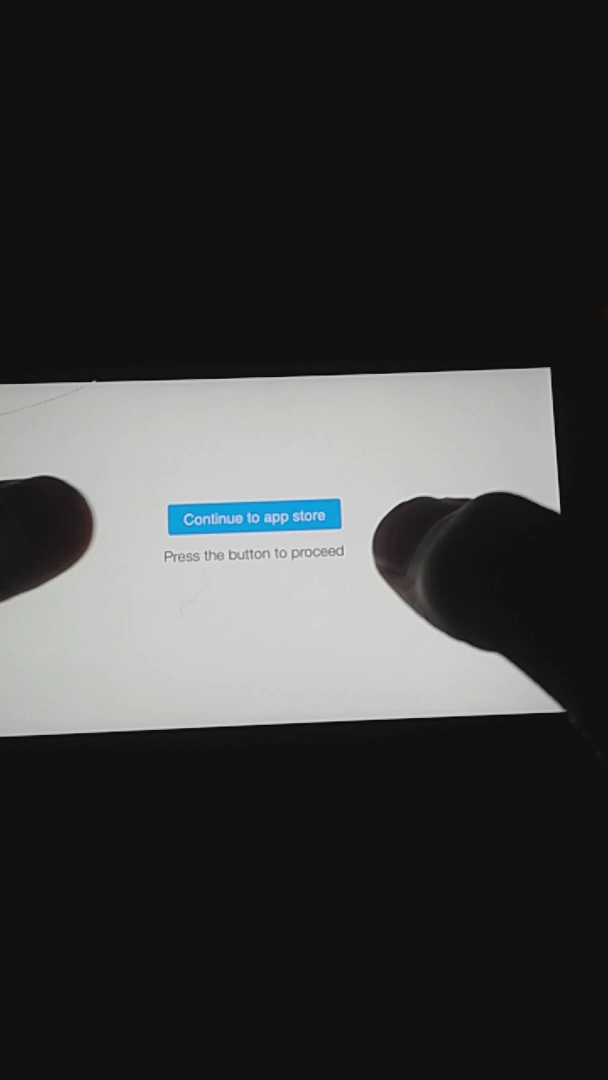 Continue to app store
Press the button to proceed